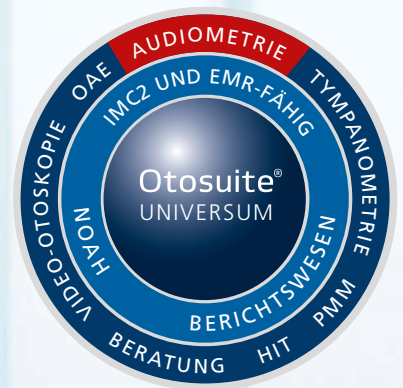 AUDIOMETRIE
TYMPANOMETRIE
PMM
HIT
BERATUNG
VIDEO-OTOSKOPIE
OAE
IMC2 UND EMR-FÄHIG
BERICHTSWESEN
NOAH
Otosuite®
UNIVERSUM